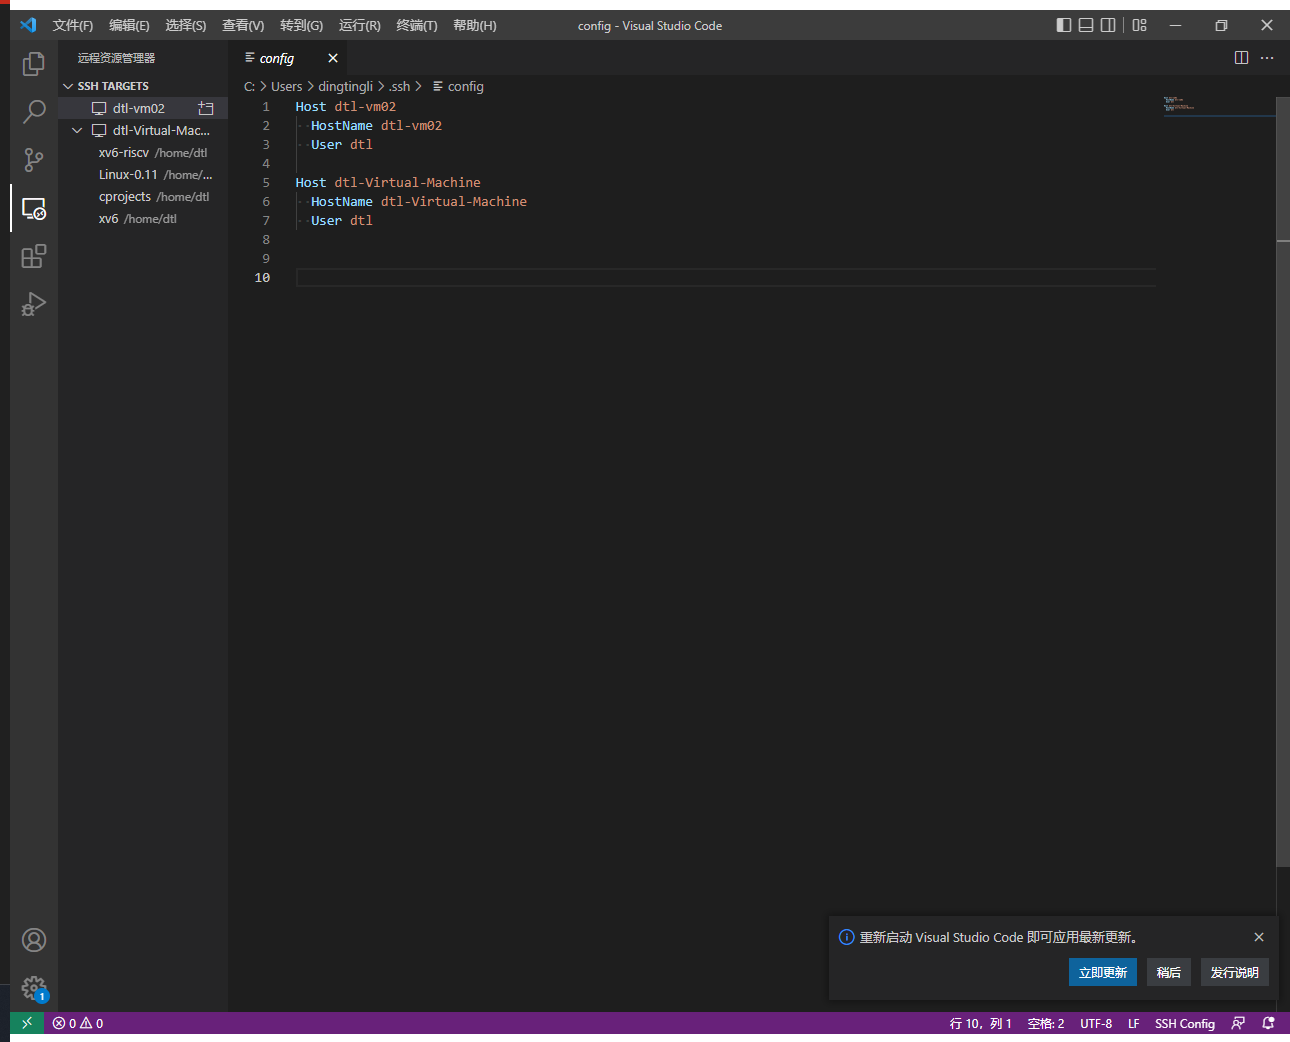 文件(F) 编辑(E) 选择(S) 查看(V) 转到(G) 运行(R) 终端(T) 帮助(H) config - Visual Studio Code
远程资源管理器
SSH TARGETS
dtl-vm02
dtl-Virtual-Mac...
xv6-riscv /home/dtl
Linux-0.11 /home/...
cprojects /home/dtl
xv6 /home/dtl
config
C: > Users > dingtingli > .ssh > config
1 Host dtl-vm02
2 HostName dtl-vm02
3 User dtl
4
5 Host dtl-Virtual-Machine
6 HostName dtl-Virtual-Machine
7 User dtl
8
9
10
重新启动 Visual Studio Code 即可应用最新更新。
立即更新 稍后 发行说明
1
0 0 行 10，列 1 空格: 2 UTF-8 LF SSH Config